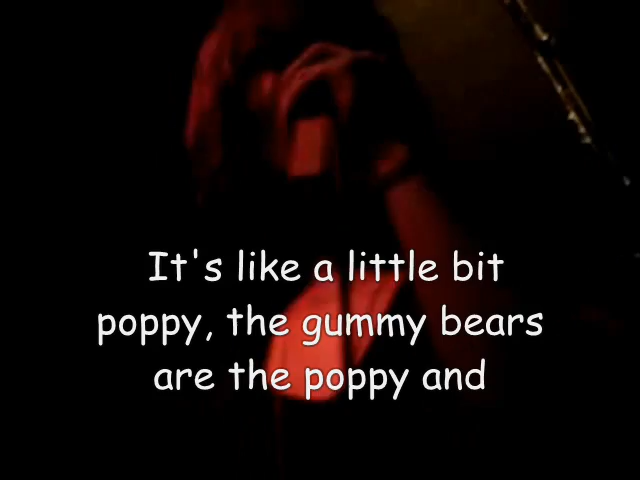 It's like a little bit
poppy, the gummy bears
are the poppy and